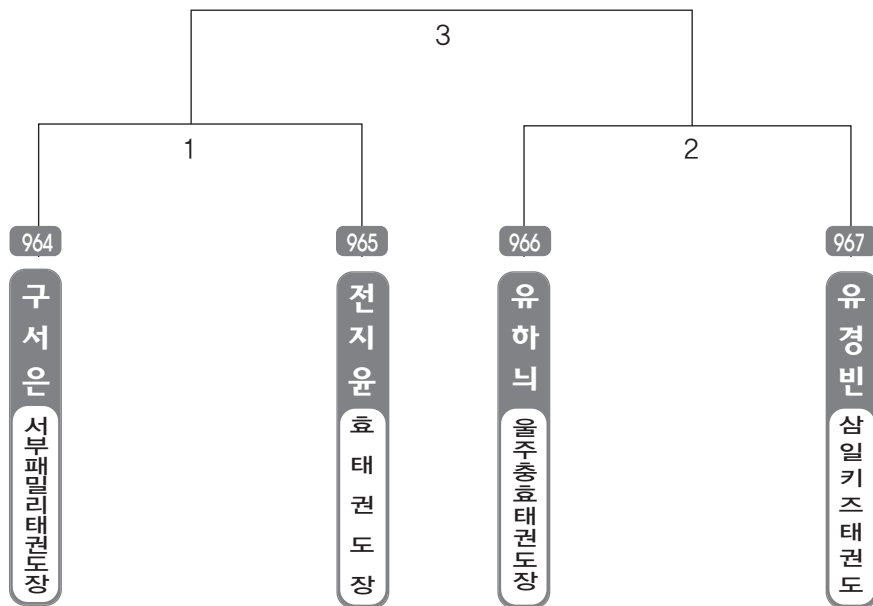 3
1
2
964
965
966
967
구서은
전지윤
유하늬
유경빈
서부패밀리태권도장
효태권도장
울주충효태권도장
삼일키즈태권도